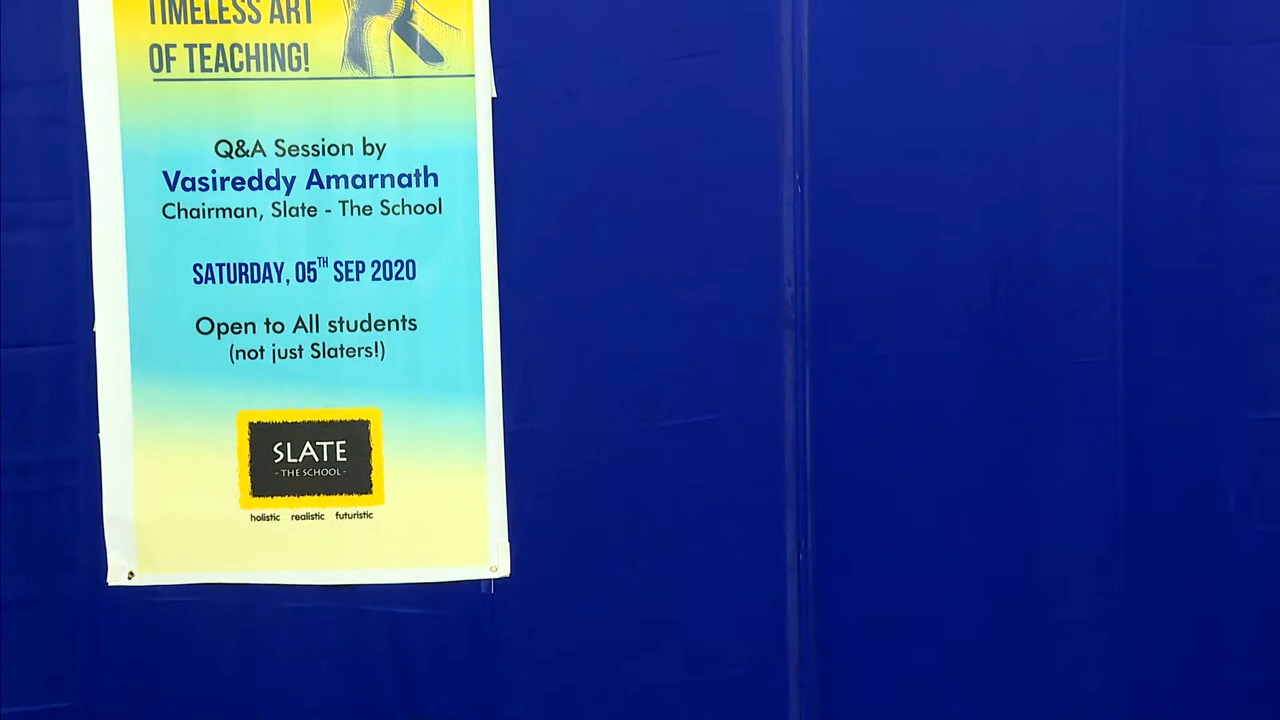 TIMELESS ART
OF TEACHING!
Q&A Session by
Vasireddy Amarnath
Chairman, Slate - The School
SATURDAY, 05TH SEP 2020
Open to All students
(not just Slaters!)
SLATE
- THE SCHOOL -
holistic realistic futuristic